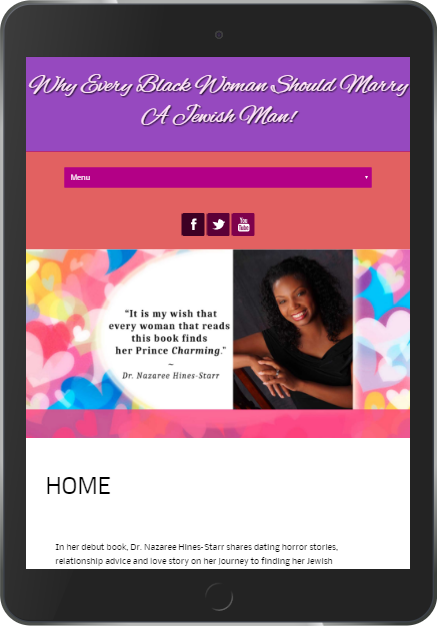 Why Every Black Woman Should Marry
A Jewish Man!
Menu
f
You
Tube
"It is my wish that
every woman that reads
this book finds
her Prince Charming."
~
Dr. Nazaree Hines-Starr
HOME
In her debut book, Dr. Nazaree Hines-Starr shares dating horror stories,
relationship advice and love story on her journey to finding her Jewish